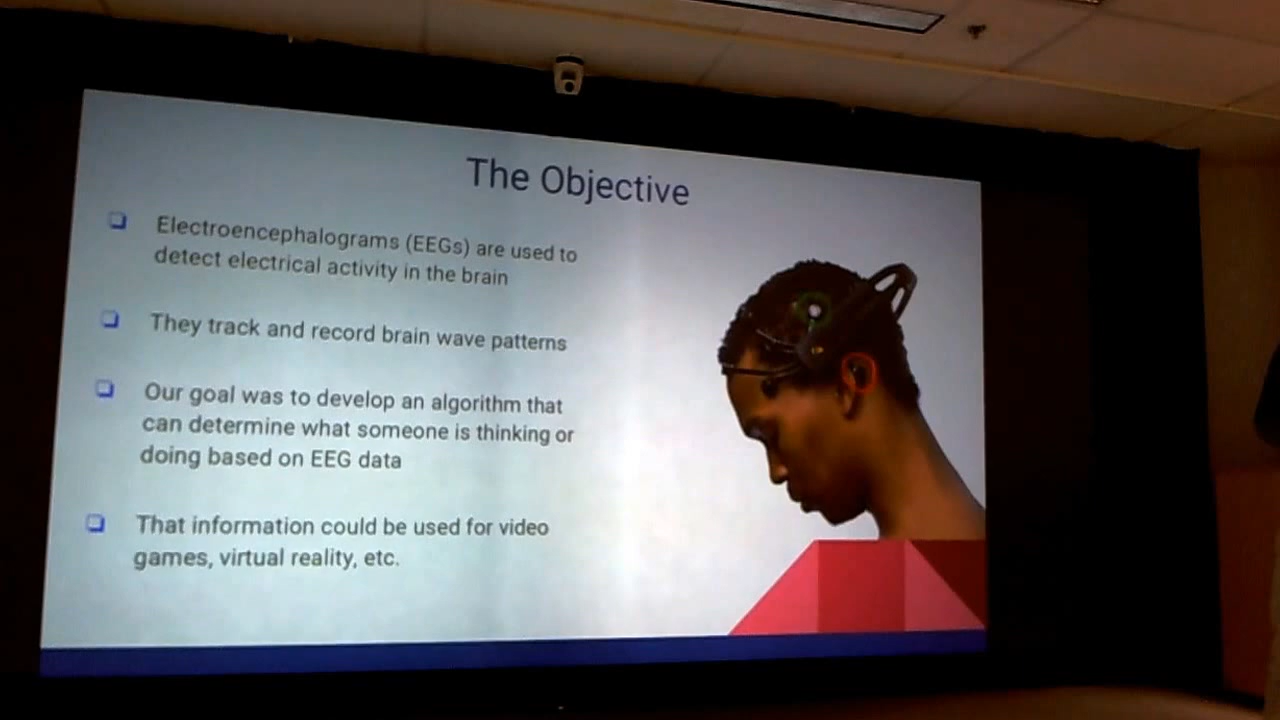 The Objective
Electroencephalograms (EEGs) are used to
detect electrical activity in the brain
They track and record brain wave patterns
Our goal was to develop an algorithm that
can determine what someone is thinking or
doing based on EEG data
That information could be used for video
games, virtual reality, etc.